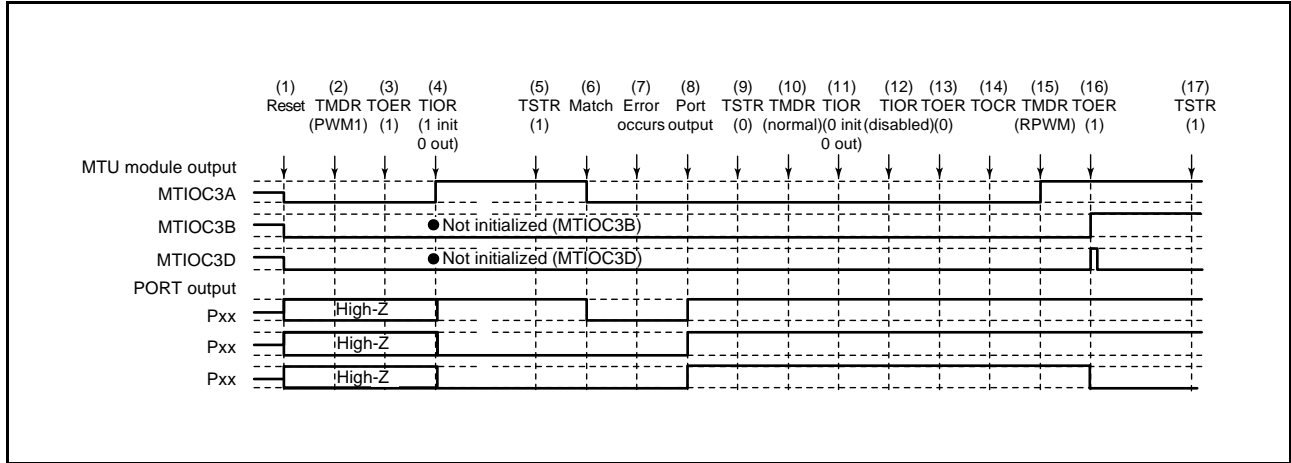 (1) (2) (3) (4) (5) (6) (7) (8) (9) (10) (11) (12) (13) (14) (15) (16) (17)
Reset TMDR TOER TIOR TSTR Match Error Port TSTR TMDR TIOR TIOR TOER TOCR TMDR TOER TSTR
(PWM1) (1) (1 init (1) occurs output (0) (normal) (0 init (disabled) (0) (RPWM) (1) (1)
0 out) 0 out)
MTU module output
MTIOC3A
MTIOC3B ● Not initialized (MTIOC3B)
MTIOC3D ● Not initialized (MTIOC3D)
PORT output
Pxx High-Z
Pxx High-Z
Pxx High-Z